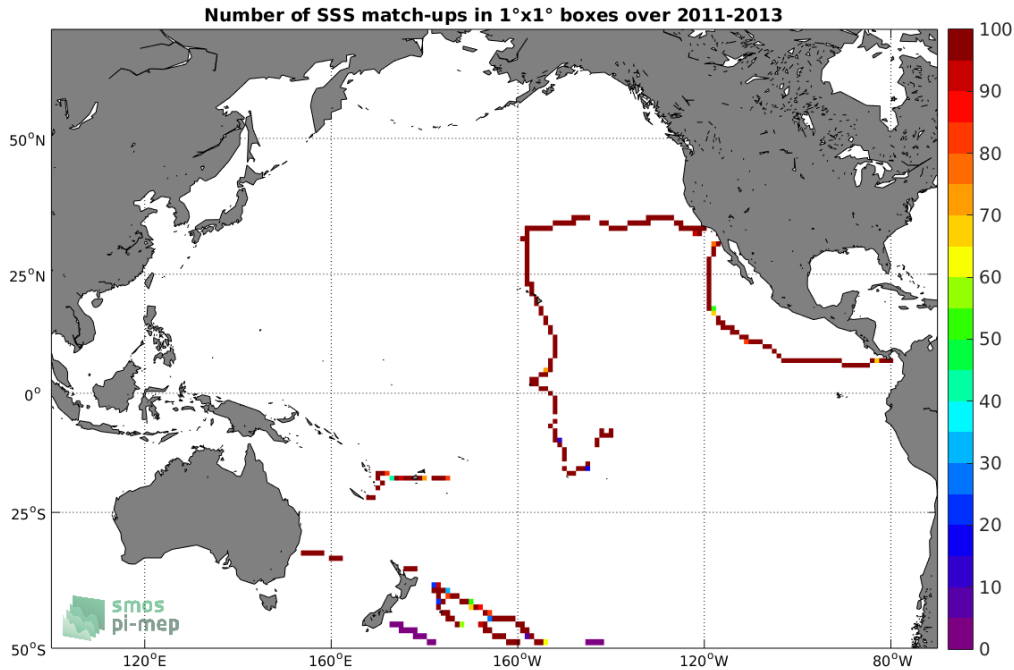 Number of SSS match-ups in 1°x1° boxes over 2011-2013
50°N
25°N
0°
25°S
50°S
120°E
160°E
160°W
120°W
80°W
100
90
80
70
60
50
40
30
20
10
0
smos
pi-mep